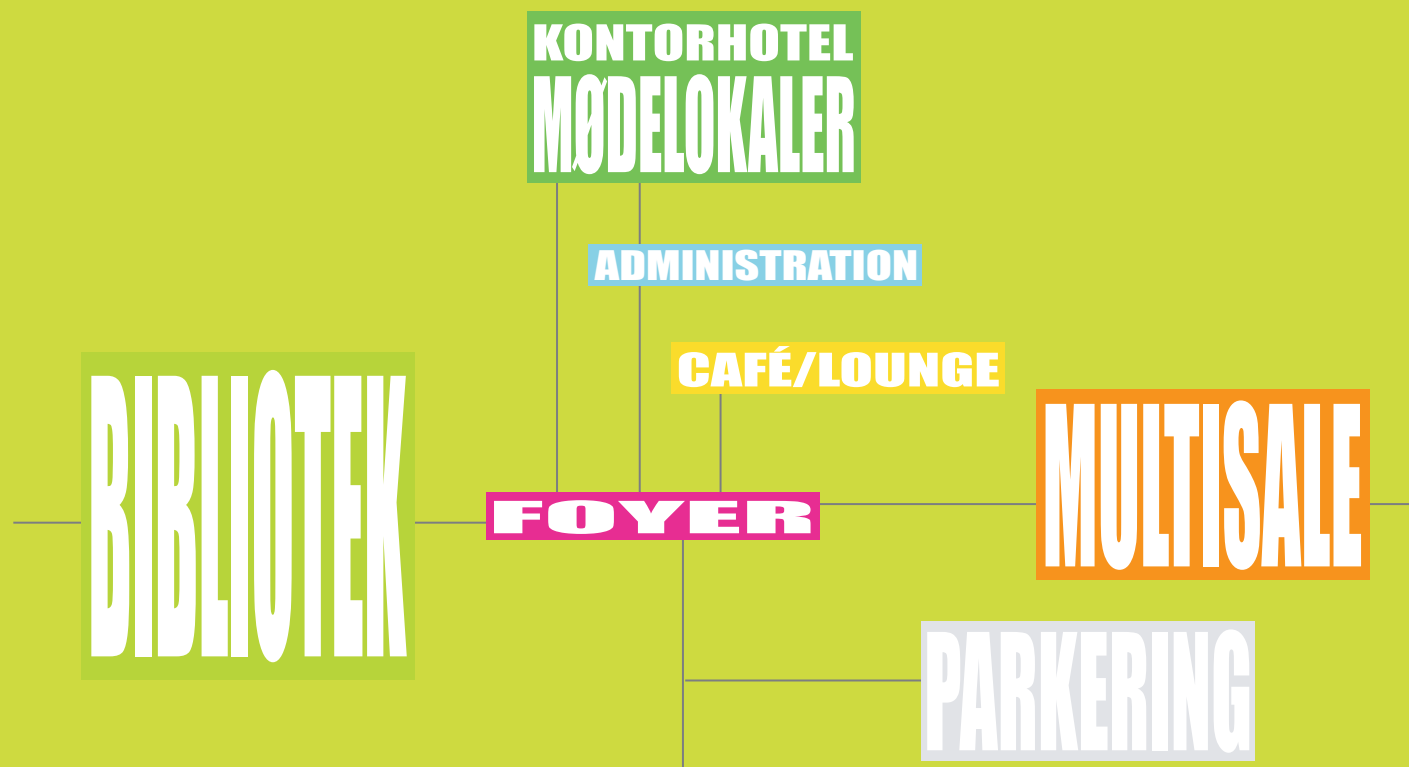 KONTORHOTEL
MØDELOKALER
ADMINISTRATION
CAFÉ/LOUNGE
BIBLIOTEK
MULTISALE
FOYER
PARKERING